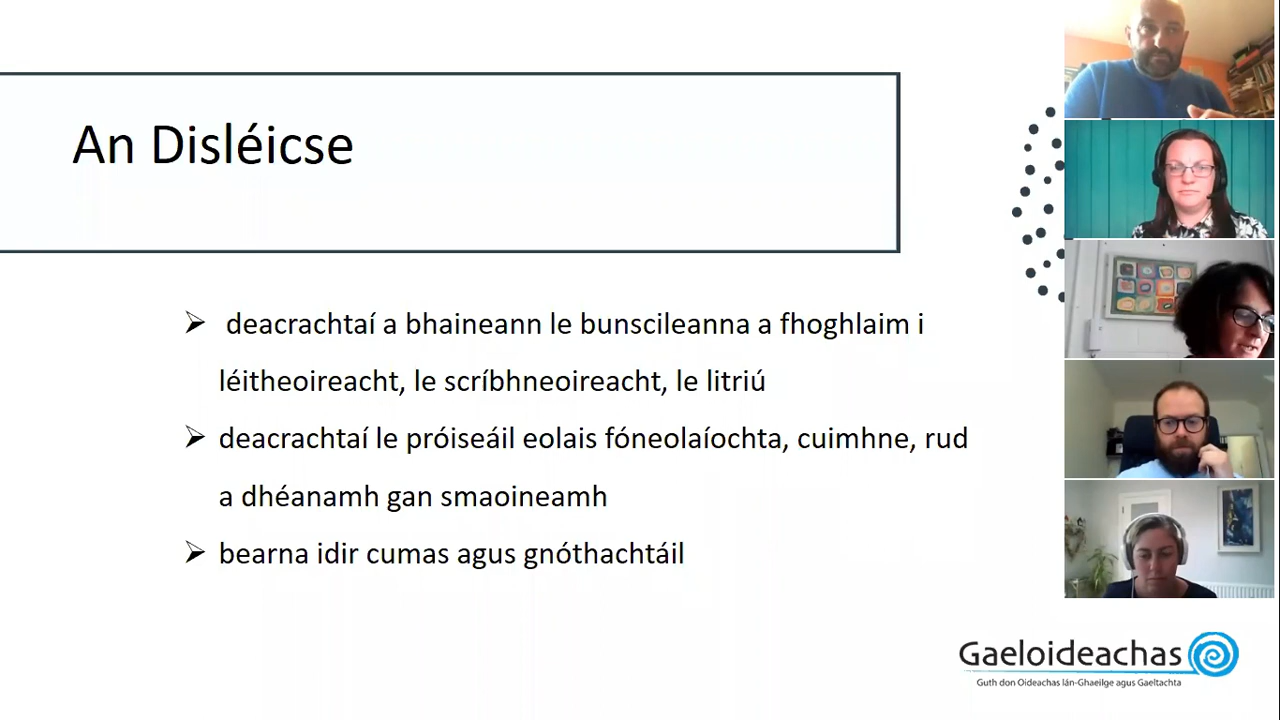 An Disléicse
deacrachtaí a bhaineann le bunscileanna a fhoghlaim i
léitheoireacht, le scríbhneoireacht, le litriú
deacrachtaí le próiseáil eolais fóneolaíochta, cuimhne, rud
a dhéanamh gan smaoineamh
bearna idir cumas agus gnóthachtáil
Gaeloideachas
Guth don Oideachas lán-Ghaeilge agus Gaeltachta